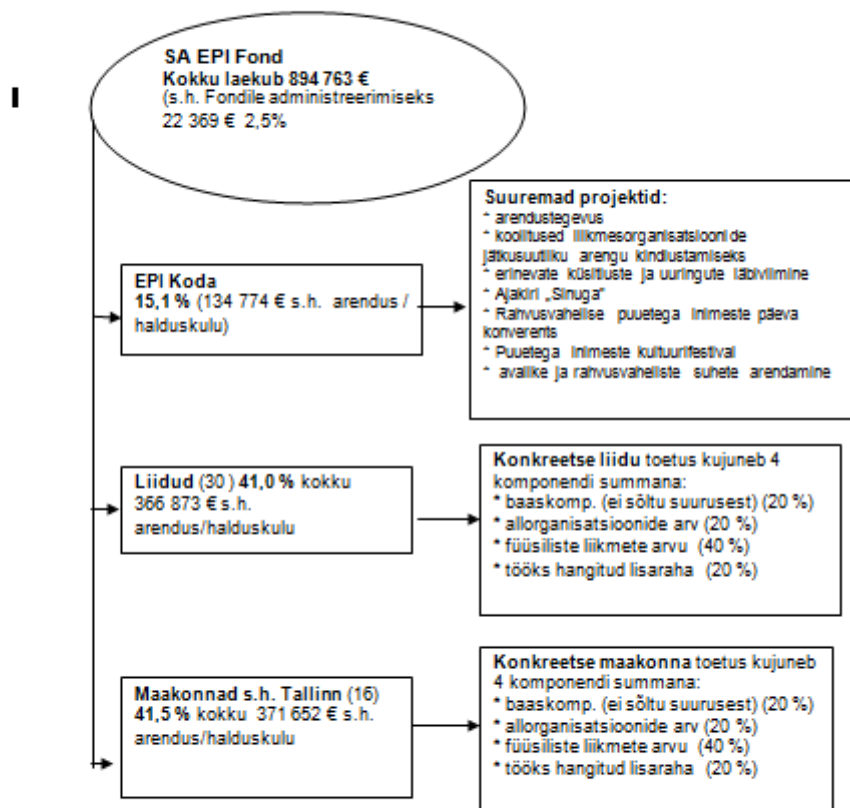 SA EPI Fond
Kokku laekub 894 763 €
(s.h. Fondile administreerimiseks
22 369 € 2,5%
I
Suuremad projektid:
* arendustegevus
* koolitused liikmesorganisatsioonide
jätkusuutliku arengu kindlustamiseks
* erinevate küsitluste ja uuringute läbiviimine
* Ajakiri „Sinuga"
* Rahvusvahelise puuetega inimeste päeva
konverents
* Puuetega inimeste kultuurifestival
* avalike ja rahvusvaheliste suhete arendamine
EPI Koda
15,1 % (134 774 € s.h. arendus /
halduskulu)
Liidud (30 ) 41,0 % kokku
366 873 € s.h.
arendus/halduskulu
Konkreetse liidu toetus kujuneb 4
komponendi summana:
* baaskomp. (ei sõltu suurusest) (20 %)
* allorganisatsioonide arv (20 %)
* füüsiliste liikmete arvu (40 %)
* tööks hangitud lisaraha (20 %)
Maakonnad s.h. Tallinn (16)
41,5 % kokku 371 652 € s.h.
arendus/halduskulu
Konkreetse maakonna toetus kujuneb
4 komponendi summana:
* baaskomp. (ei sõltu suurusest) (20 %)
* allorganisatsioonide arv (20 %)
* füüsiliste liikmete arvu (40 %)
* tööks hangitud lisaraha (20 %)